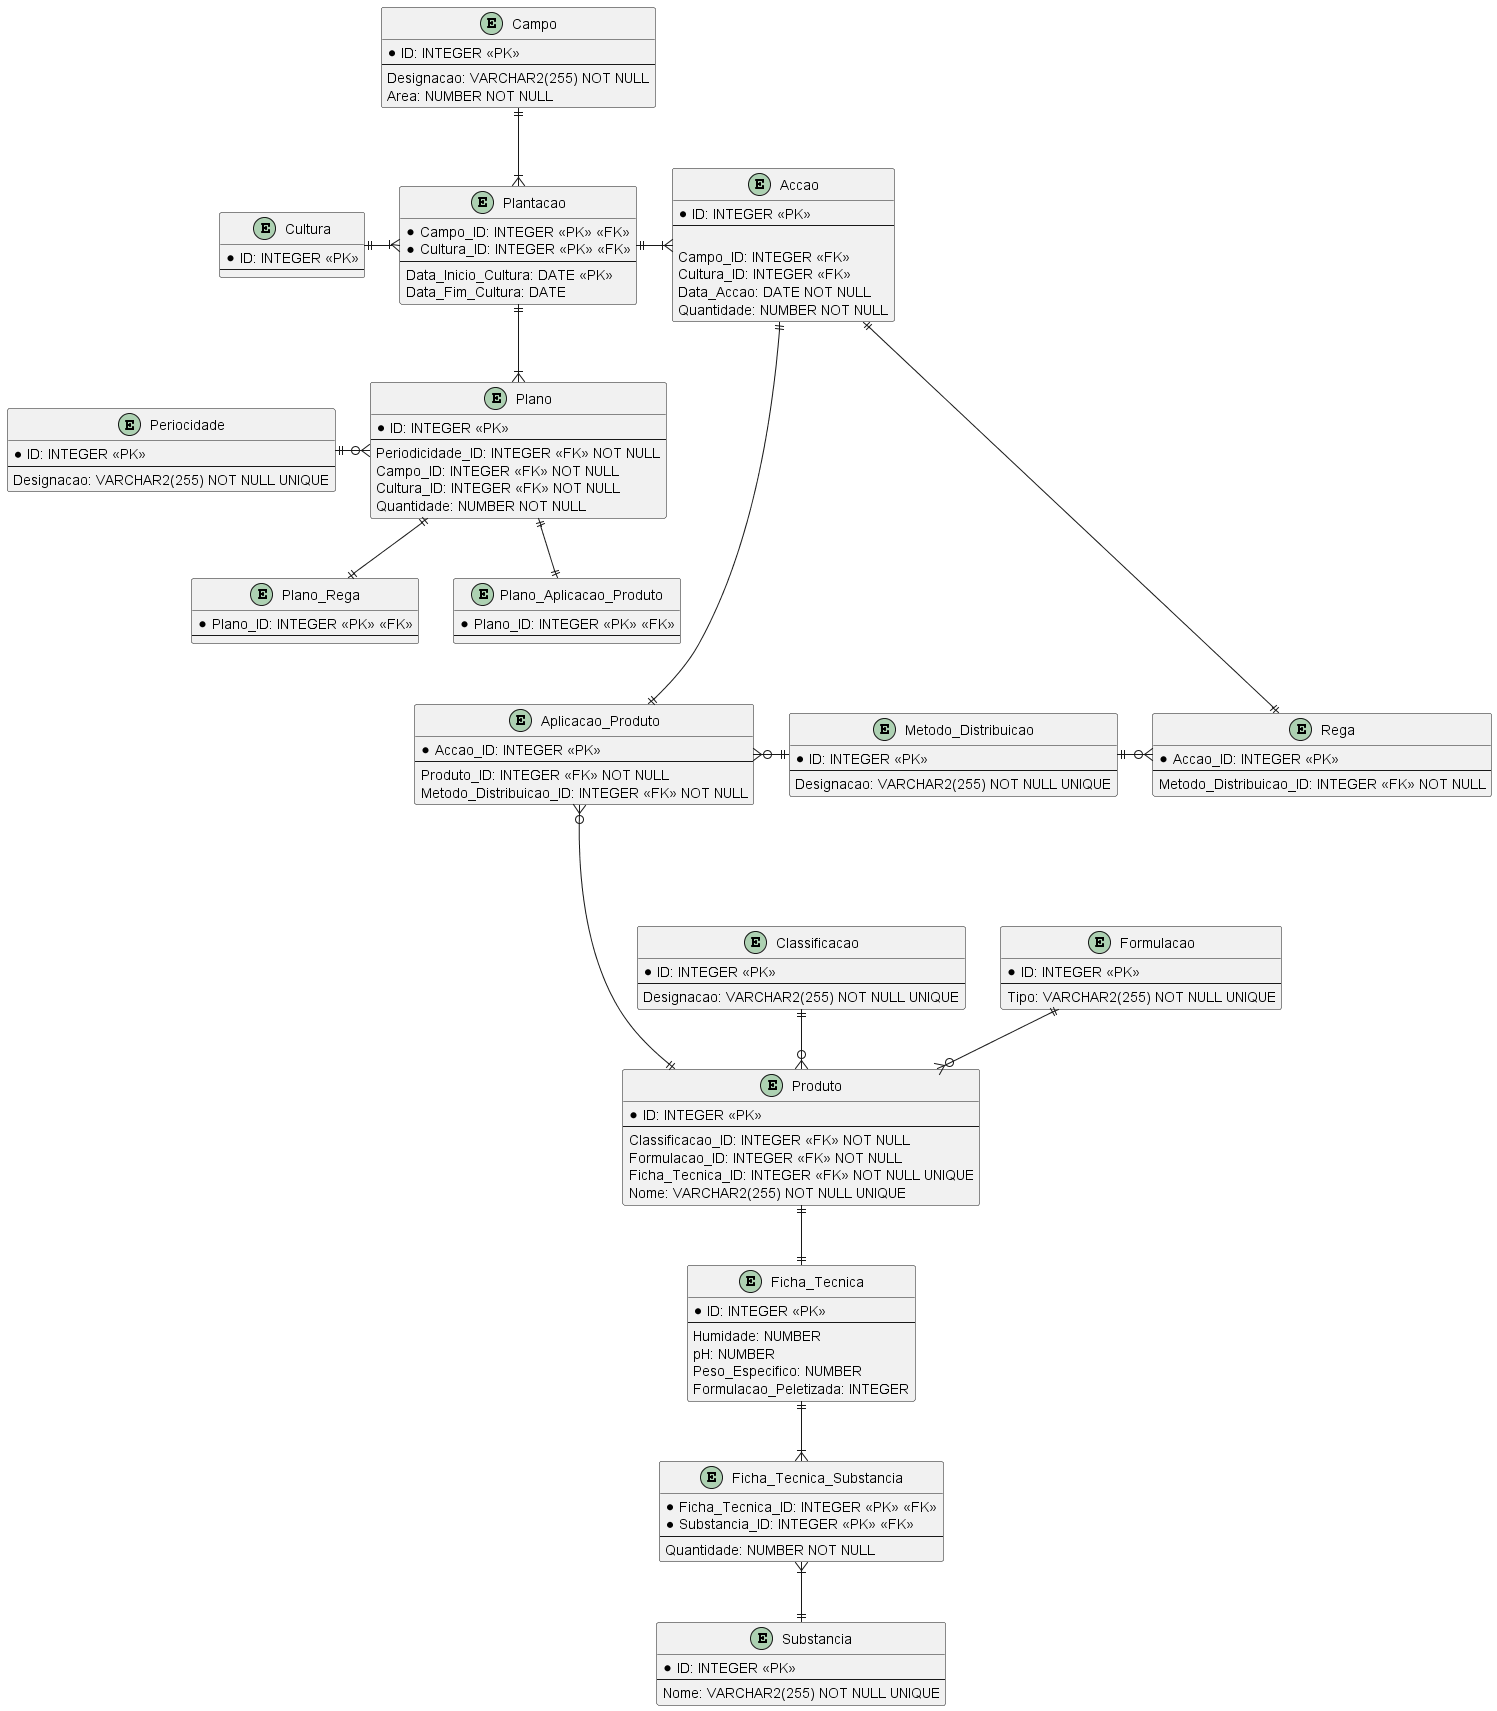 Campo
ID: INTEGER «PK»
Designacao: VARCHAR2(255) NOT NULL
Area: NUMBER NOT NULL
Cultura
ID: INTEGER «PK»
Plantacao
Campo_ID: INTEGER «PK» «FK»
Cultura_ID: INTEGER «PK» «FK»
Data_Inicio_Cultura: DATE «PK»
Data_Fim_Cultura: DATE
Accao
ID: INTEGER «PK»
Campo_ID: INTEGER «FK»
Cultura_ID: INTEGER «FK»
Data_Accao: DATE NOT NULL
Quantidade: NUMBER NOT NULL
Periocidade
ID: INTEGER «PK»
Designacao: VARCHAR2(255) NOT NULL UNIQUE
Plano
ID: INTEGER «PK»
Periodicidade_ID: INTEGER «FK» NOT NULL
Campo_ID: INTEGER «FK» NOT NULL
Cultura_ID: INTEGER «FK» NOT NULL
Quantidade: NUMBER NOT NULL
Plano_Rega
Plano_ID: INTEGER «PK» «FK»
Plano_Aplicacao_Produto
Plano_ID: INTEGER «PK» «FK»
Aplicacao_Produto
Accao_ID: INTEGER «PK»
Produto_ID: INTEGER «FK» NOT NULL
Metodo_Distribuicao_ID: INTEGER «FK» NOT NULL
Metodo_Distribuicao
ID: INTEGER «PK»
Designacao: VARCHAR2(255) NOT NULL UNIQUE
Rega
Accao_ID: INTEGER «PK»
Metodo_Distribuicao_ID: INTEGER «FK» NOT NULL
Classificacao
ID: INTEGER «PK»
Designacao: VARCHAR2(255) NOT NULL UNIQUE
Formulacao
ID: INTEGER «PK»
Tipo: VARCHAR2(255) NOT NULL UNIQUE
Produto
ID: INTEGER «PK»
Classificacao_ID: INTEGER «FK» NOT NULL
Formulacao_ID: INTEGER «FK» NOT NULL
Ficha_Tecnica_ID: INTEGER «FK» NOT NULL UNIQUE
Nome: VARCHAR2(255) NOT NULL UNIQUE
Ficha_Tecnica
ID: INTEGER «PK»
Humidade: NUMBER
pH: NUMBER
Peso_Especifico: NUMBER
Formulacao_Peletizada: INTEGER
Ficha_Tecnica_Substancia
Ficha_Tecnica_ID: INTEGER «PK» «FK»
Substancia_ID: INTEGER «PK» «FK»
Quantidade: NUMBER NOT NULL
Substancia
ID: INTEGER «PK»
Nome: VARCHAR2(255) NOT NULL UNIQUE